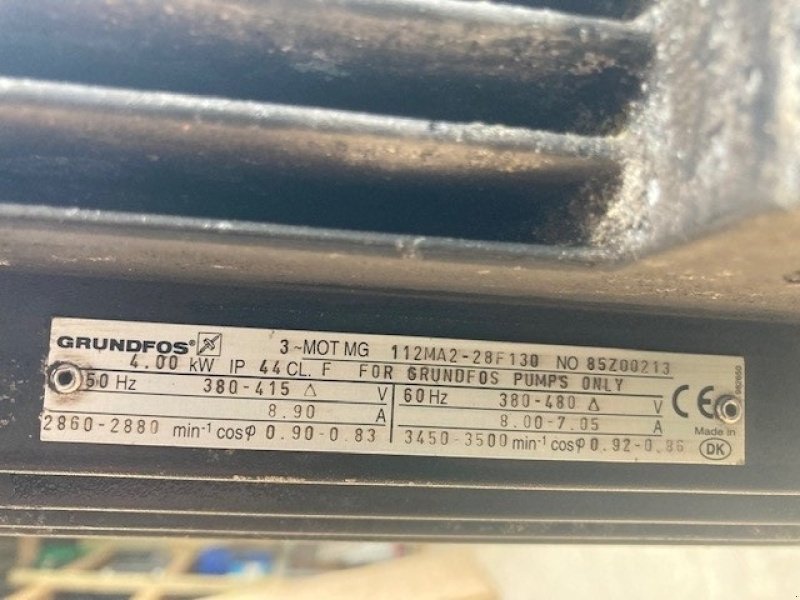 GRUNDFOS® 3~MOT MG 112MA2-28F130 NO 85Z00213
4.00 kW IP 44 CL. F FOR GRUNDFOS PUMPS ONLY
50 Hz 380-415 Δ V 60 Hz 380-480 Δ V
8.90 A 8.00-7.05 A
2860-2880 min⁻¹ cosφ 0.90-0.83 3450-3500 min⁻¹ cosφ 0.92-0.86
CE
982650
Made in
DK